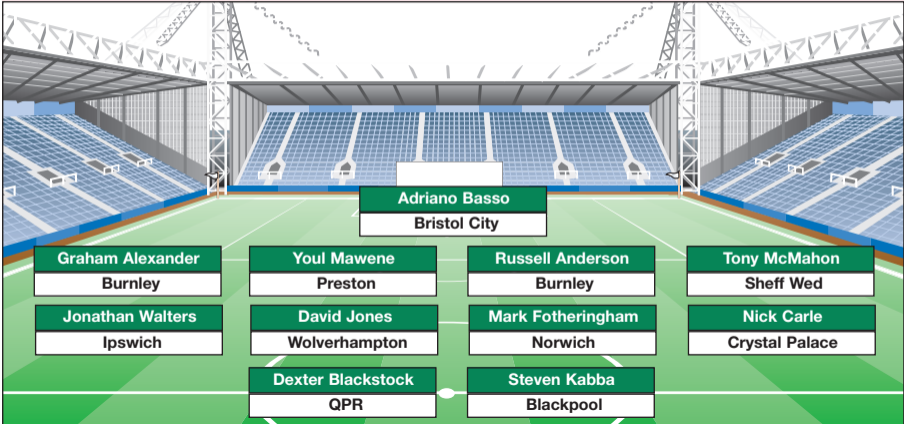 Adriano Basso
Bristol City
Graham Alexander
Burnley
Youl Mawene
Preston
Russell Anderson
Burnley
Tony McMahon
Sheff Wed
Jonathan Walters
Ipswich
David Jones
Wolverhampton
Mark Fotheringham
Norwich
Nick Carle
Crystal Palace
Dexter Blackstock
QPR
Steven Kabba
Blackpool